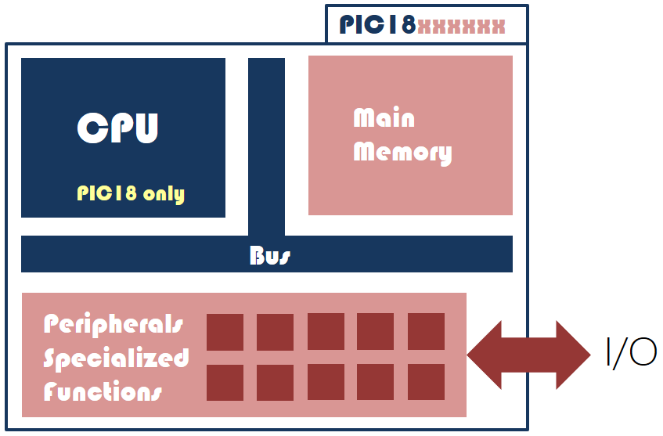 PIC18xxxxxx
CPU
PIC18 only
Main
Memory
Bus
Peripherals
Specialized
Functions
I/O